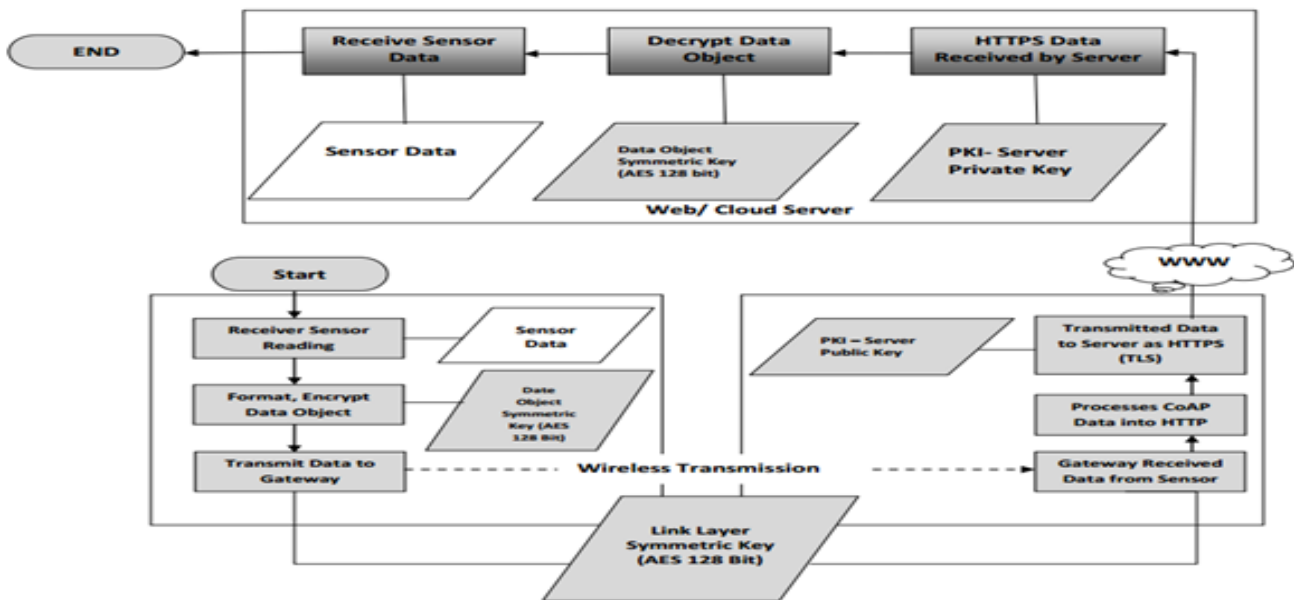 END
Receive Sensor
Data
Decrypt Data
Object
HTTPS Data
Received by Server
Sensor Data
Data Object
Symmetric Key
(AES 128 bit)
PKI- Server
Private Key
Web/ Cloud Server
WWW
Start
Receiver Sensor
Reading
Sensor
Data
Format, Encrypt
Data Object
Date
Object
Symmetric
Key (AES
128 Bit)
Transmit Data to
Gateway
Wireless Transmission
PKI – Server
Public Key
Transmitted Data
to Server as HTTPS
(TLS)
Processes CoAP
Data into HTTP
Gateway Received
Data from Sensor
Link Layer
Symmetric Key
(AES 128 Bit)